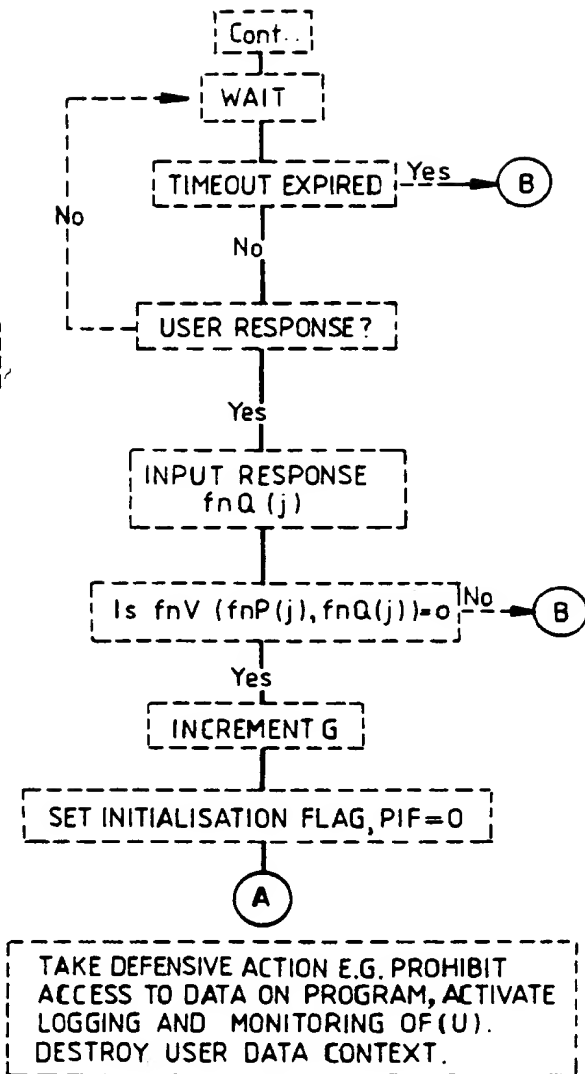 Cont..
WAIT
TIMEOUT EXPIRED
Yes
B
No
No
USER RESPONSE?
Yes
INPUT RESPONSE
fnQ (j)
Is fnV (fnP(j), fnQ(j))=o
No
B
Yes
INCREMENT G
SET INITIALISATION FLAG, PIF=0
A
TAKE DEFENSIVE ACTION E.G. PROHIBIT
ACCESS TO DATA ON PROGRAM, ACTIVATE
LOGGING AND MONITORING OF (U).
DESTROY USER DATA CONTEXT.